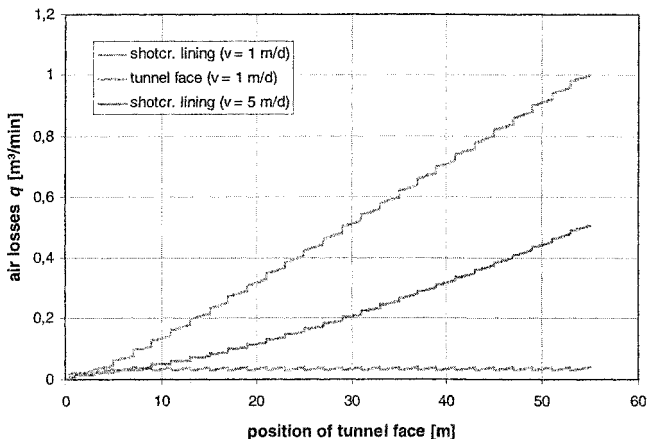 1,2
1
0,8
0,6
0,4
0,2
0
air losses q [m³/min]
shotcr. lining (v = 1 m/d)
tunnel face (v = 1 m/d)
shotcr. lining (v = 5 m/d)
0 10 20 30 40 50 60
position of tunnel face [m]